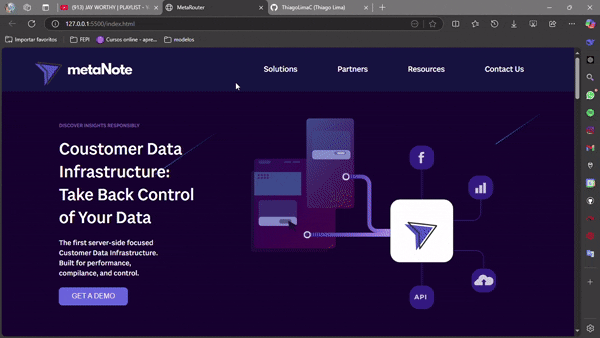 (913) JAY WORTHY | PLAYLIST - R
MetaRouter
ThiagoLimaC (Thiago Lima)
127.0.0.1:5500/index.html
Importar favoritos
FEPI
Cursos online - apre...
modelos
metaNote
Solutions
Partners
Resources
Contact Us
DISCOVER INSIGHTS RESPONSIBLY
Coustomer Data
Infrastructure:
Take Back Control
of Your Data
The first server-side focused
Customer Data Infrastructure.
Built for performance,
compliance, and control.
GET A DEMO
f
API